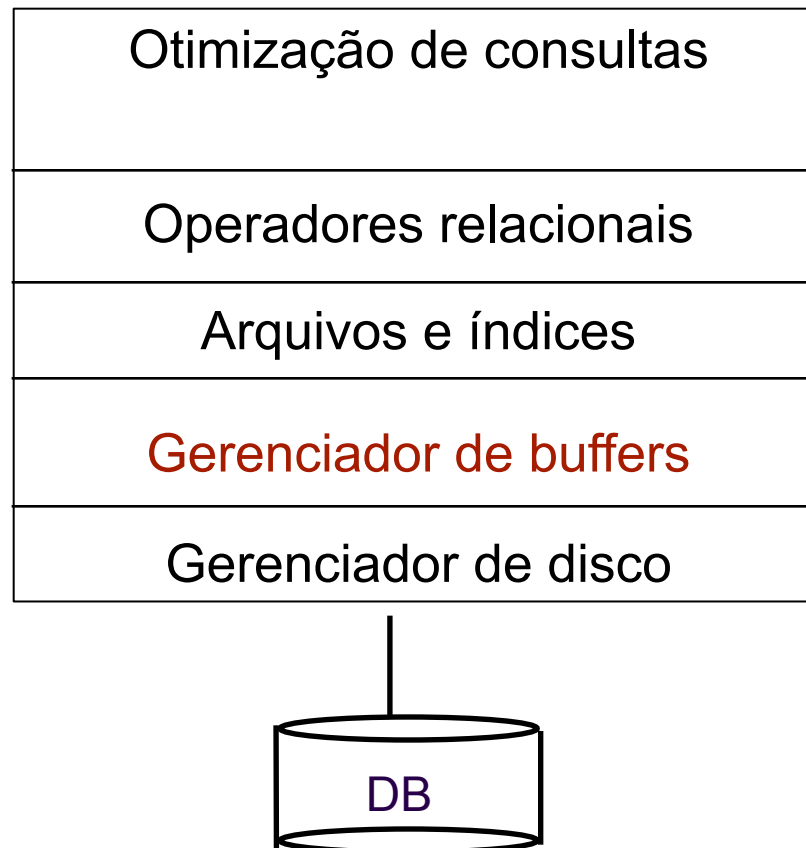 Otimização de consultas
Operadores relacionais
Arquivos e índices
Gerenciador de buffers
Gerenciador de disco
DB